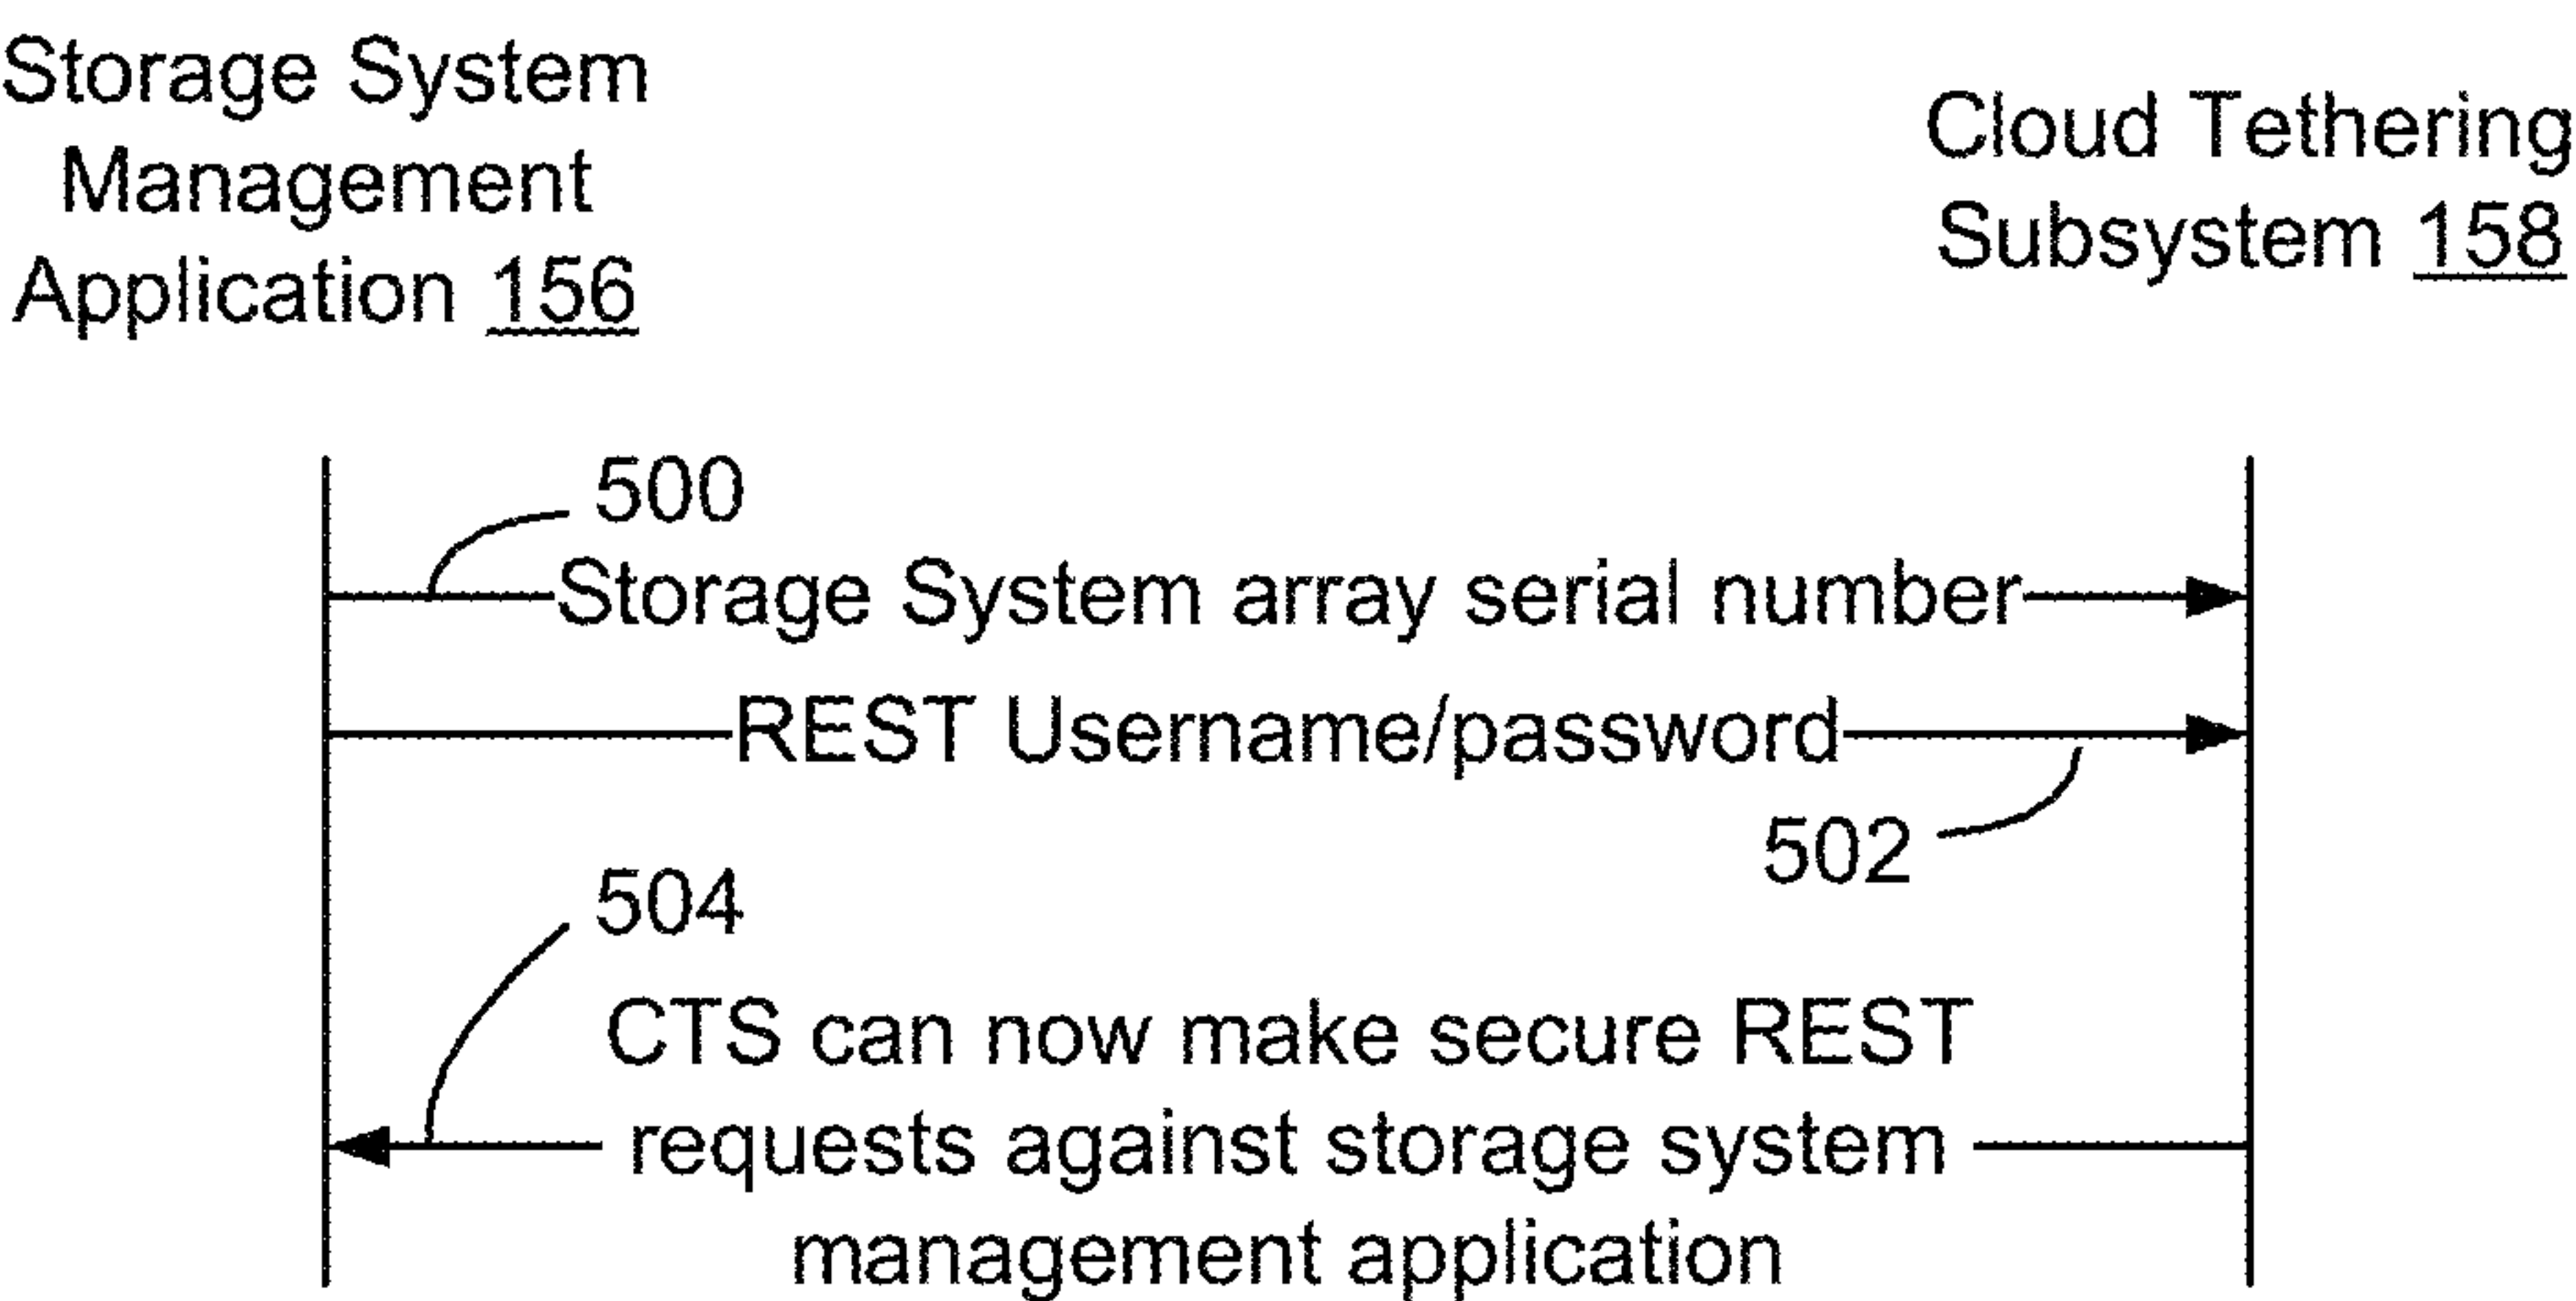 Storage System
Management
Application 156
Cloud Tethering
Subsystem 158
500
Storage System array serial number
REST Username/password
502
504
CTS can now make secure REST
requests against storage system
management application